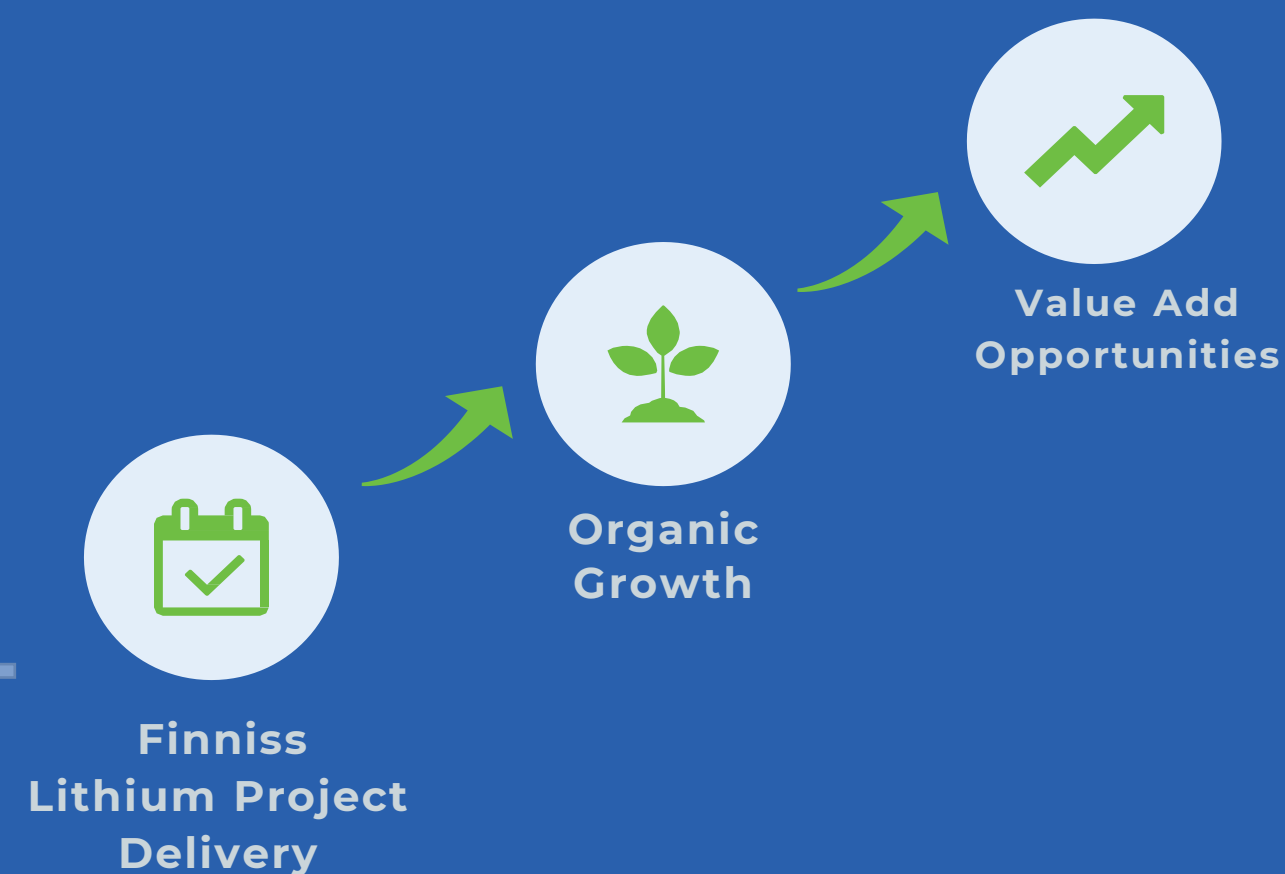 Finniss
Lithium Project
Delivery
Organic
Growth
Value Add
Opportunities